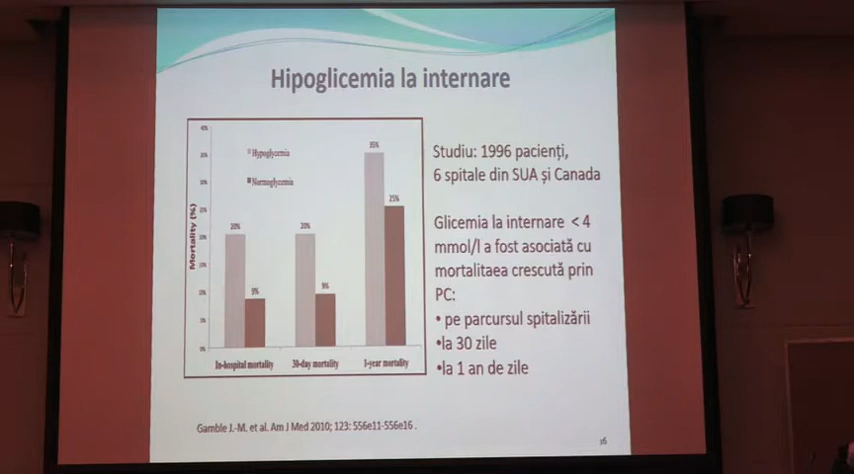 Hipoglicemia la internare
40%
35%
30%
25%
20%
15%
10%
5%
0%
Mortality (%)
Hypoglycemia
Normoglycemia
20%
9%
20%
9%
35%
25%
In-hospital mortality
30-day mortality
1-year mortality
Studiu: 1996 pacienți,
6 spitale din SUA și Canada
Glicemia la internare < 4
mmol/l a fost asociată cu
mortalitaea crescută prin
PC:
• pe parcursul spitalizării
•la 30 zile
•la 1 an de zile
Gamble J.-M. et al. Am J Med 2010; 123: 556e11-556e16 .
16